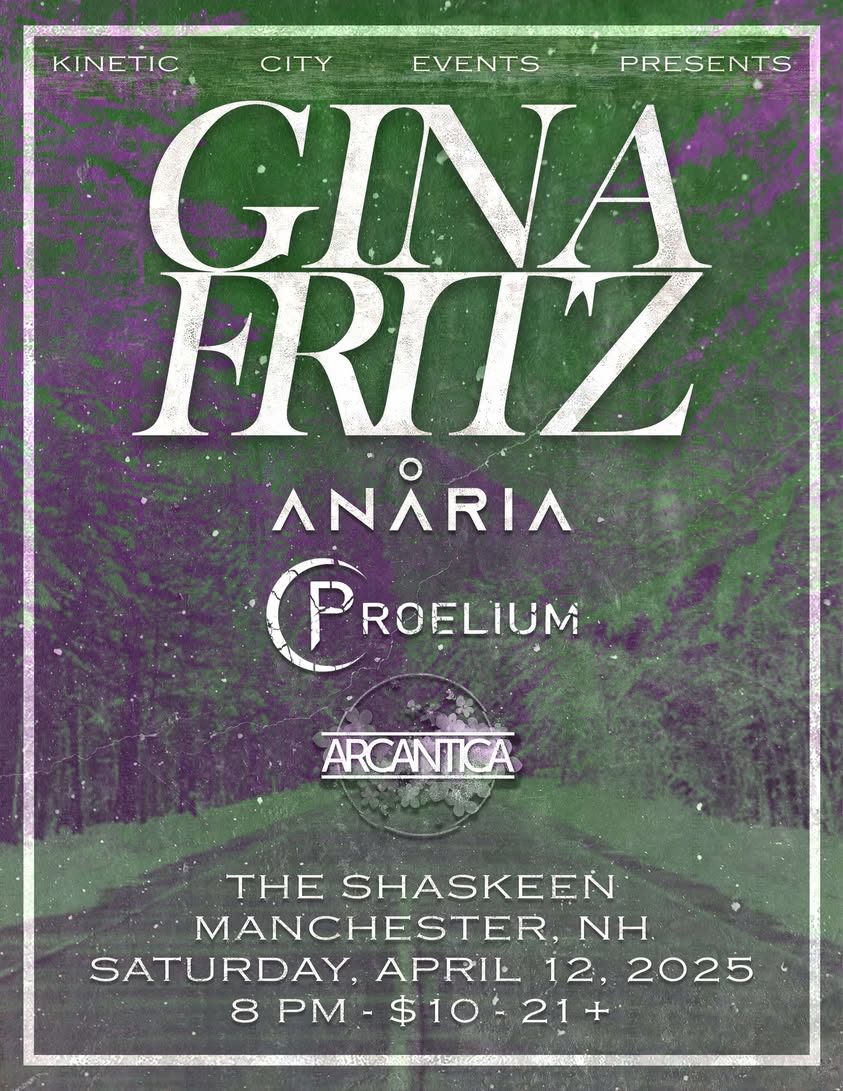 KINETIC CITY EVENTS PRESENTS
GINA
FRITZ
ANÅRIA
PROELIUM
ARCANTICA
THE SHASKEEN
MANCHESTER, NH
SATURDAY, APRIL 12, 2025
8 PM - $10 - 21+